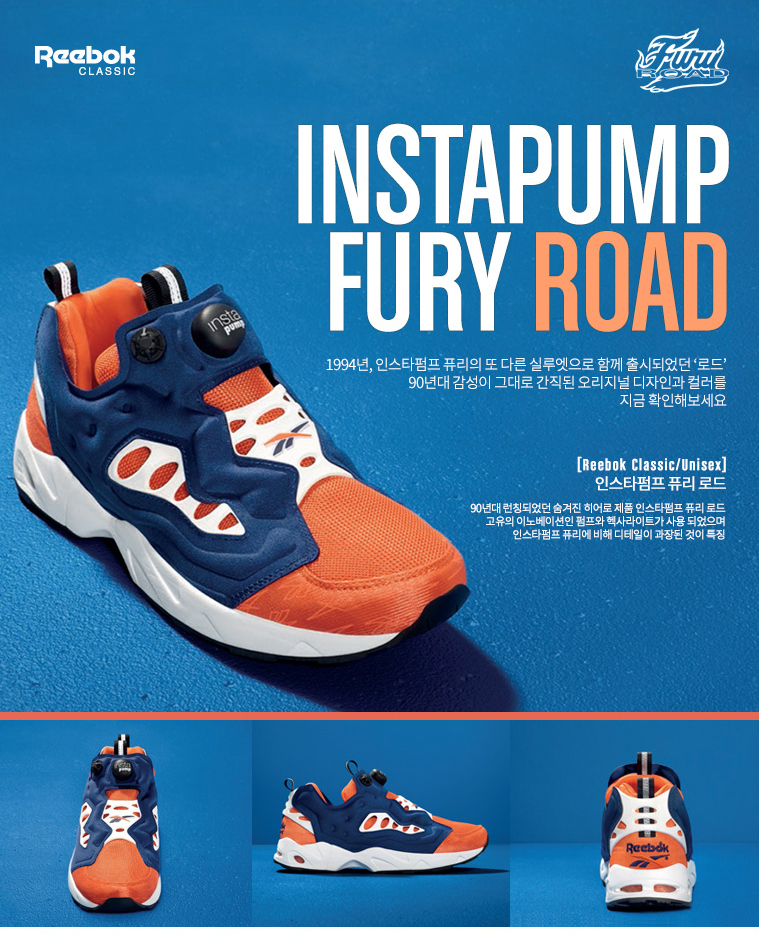 Reebok
CLASSIC
Fury
ROAD
INSTAPUMP
FURY ROAD
insta
pump
1994년, 인스타펌프 퓨리의 또 다른 실루엣으로 함께 출시되었던 ‘로드’
90년대 감성이 그대로 간직된 오리지널 디자인과 컬러를
지금 확인해보세요
[Reebok Classic/Unisex]
인스타펌프 퓨리 로드
90년대 런칭되었던 숨겨진 히어로 제품 인스타펌프 퓨리 로드
고유의 이노베이션인 펌프와 헥사라이트가 사용 되었으며
인스타펌프 퓨리에 비해 디테일이 과장된 것이 특징
insta
pump
Reebok